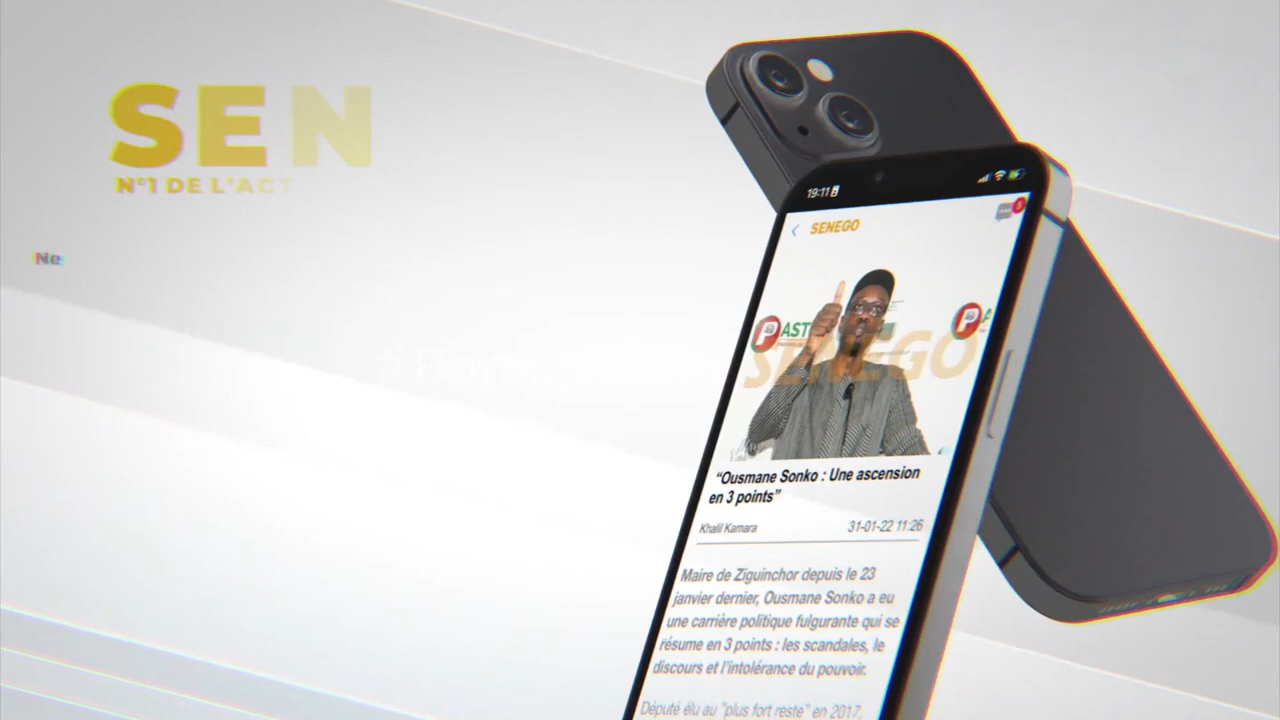 SEN
N°1 DE L'ACT
Ne
19:11
SENEGO
PAST
PA
SENEGO
“Ousmane Sonko : Une ascension
en 3 points”
Khalil Kamara 31-01-22 11:26
Maire de Ziguinchor depuis le 23
janvier dernier, Ousmane Sonko a eu
une carrière politique fulgurante qui se
résume en 3 points : les scandales, le
discours et l'intolérance du pouvoir.
Député élu au "plus fort reste" en 2017,